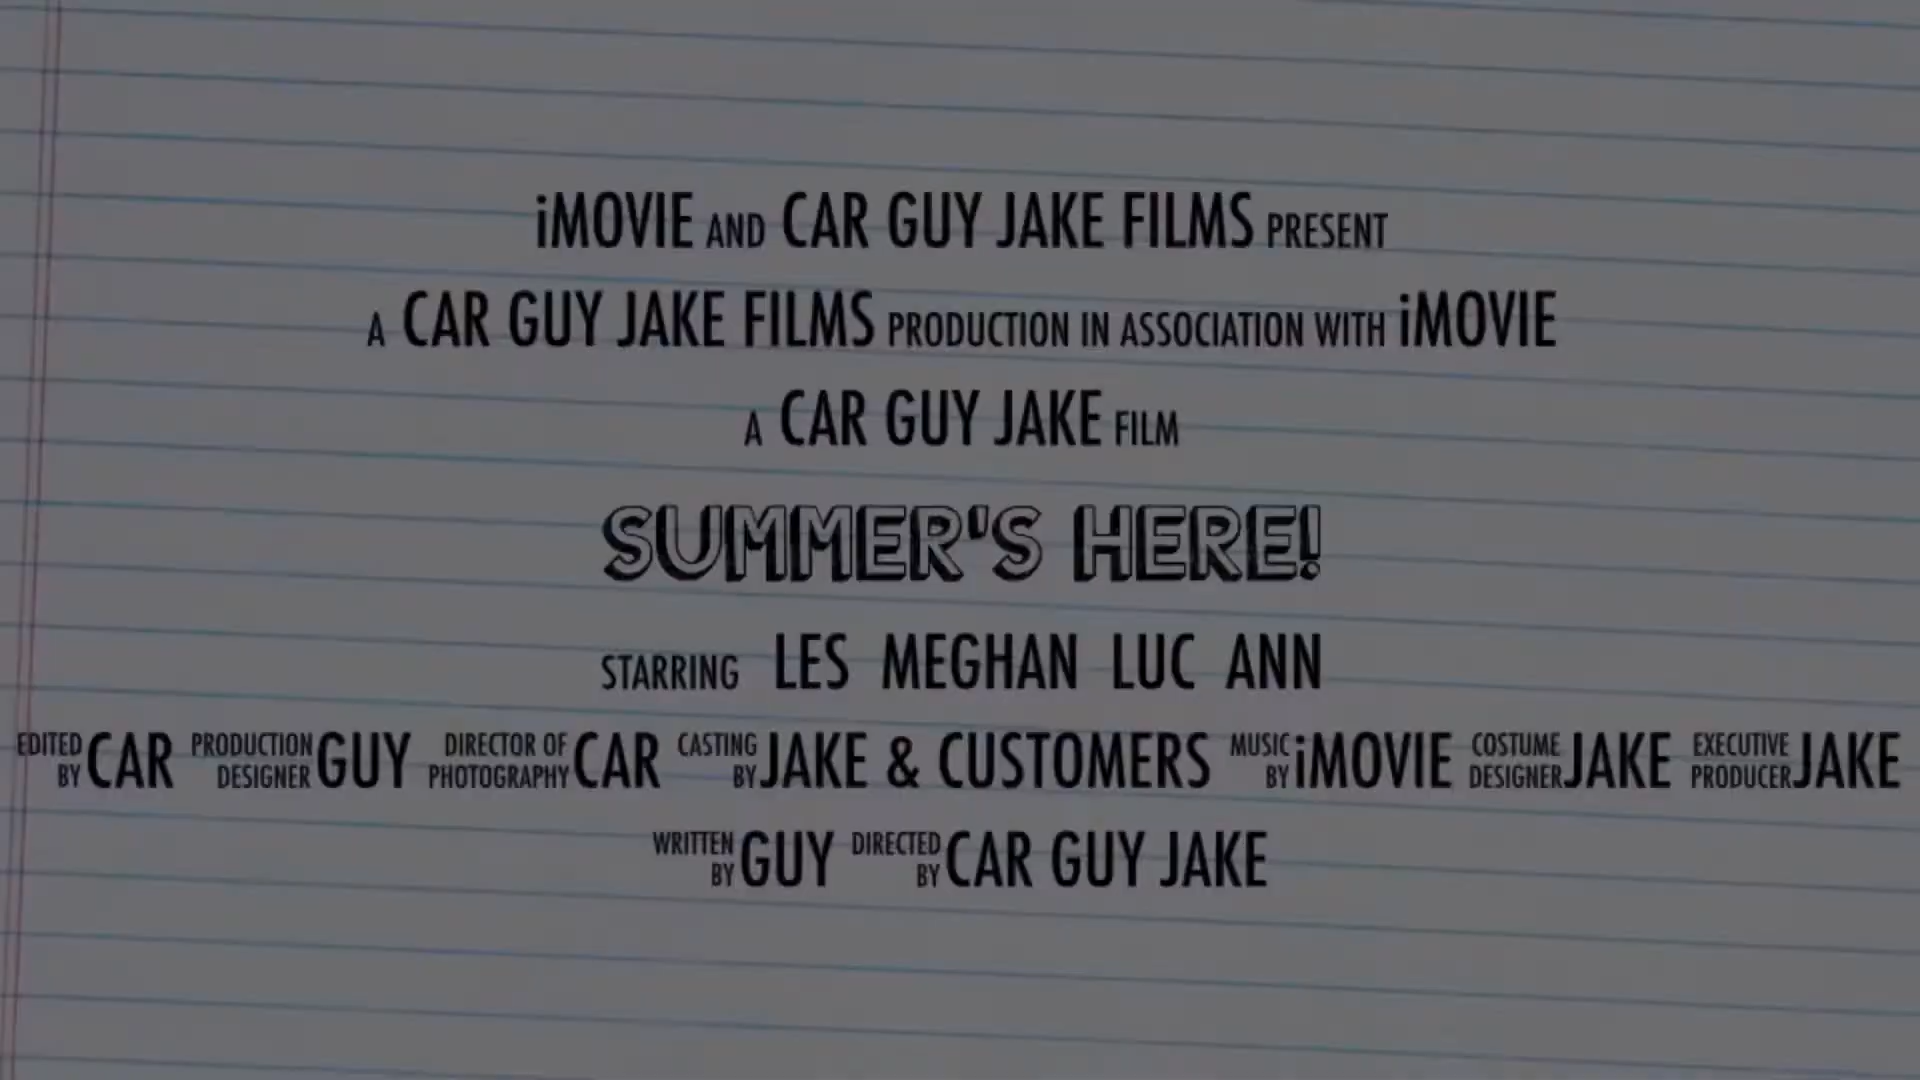 iMOVIE AND CAR GUY JAKE FILMS PRESENT
A CAR GUY JAKE FILMS PRODUCTION IN ASSOCIATION WITH iMOVIE
A CAR GUY JAKE FILM
SUMMER'S HERE!
STARRING LES MEGHAN LUC ANN
EDITED BY CAR PRODUCTION DESIGNER GUY DIRECTOR OF PHOTOGRAPHY CAR CASTING BY JAKE & CUSTOMERS MUSIC BY iMOVIE COSTUME DESIGNER JAKE EXECUTIVE PRODUCER JAKE
WRITTEN BY GUY DIRECTED BY CAR GUY JAKE